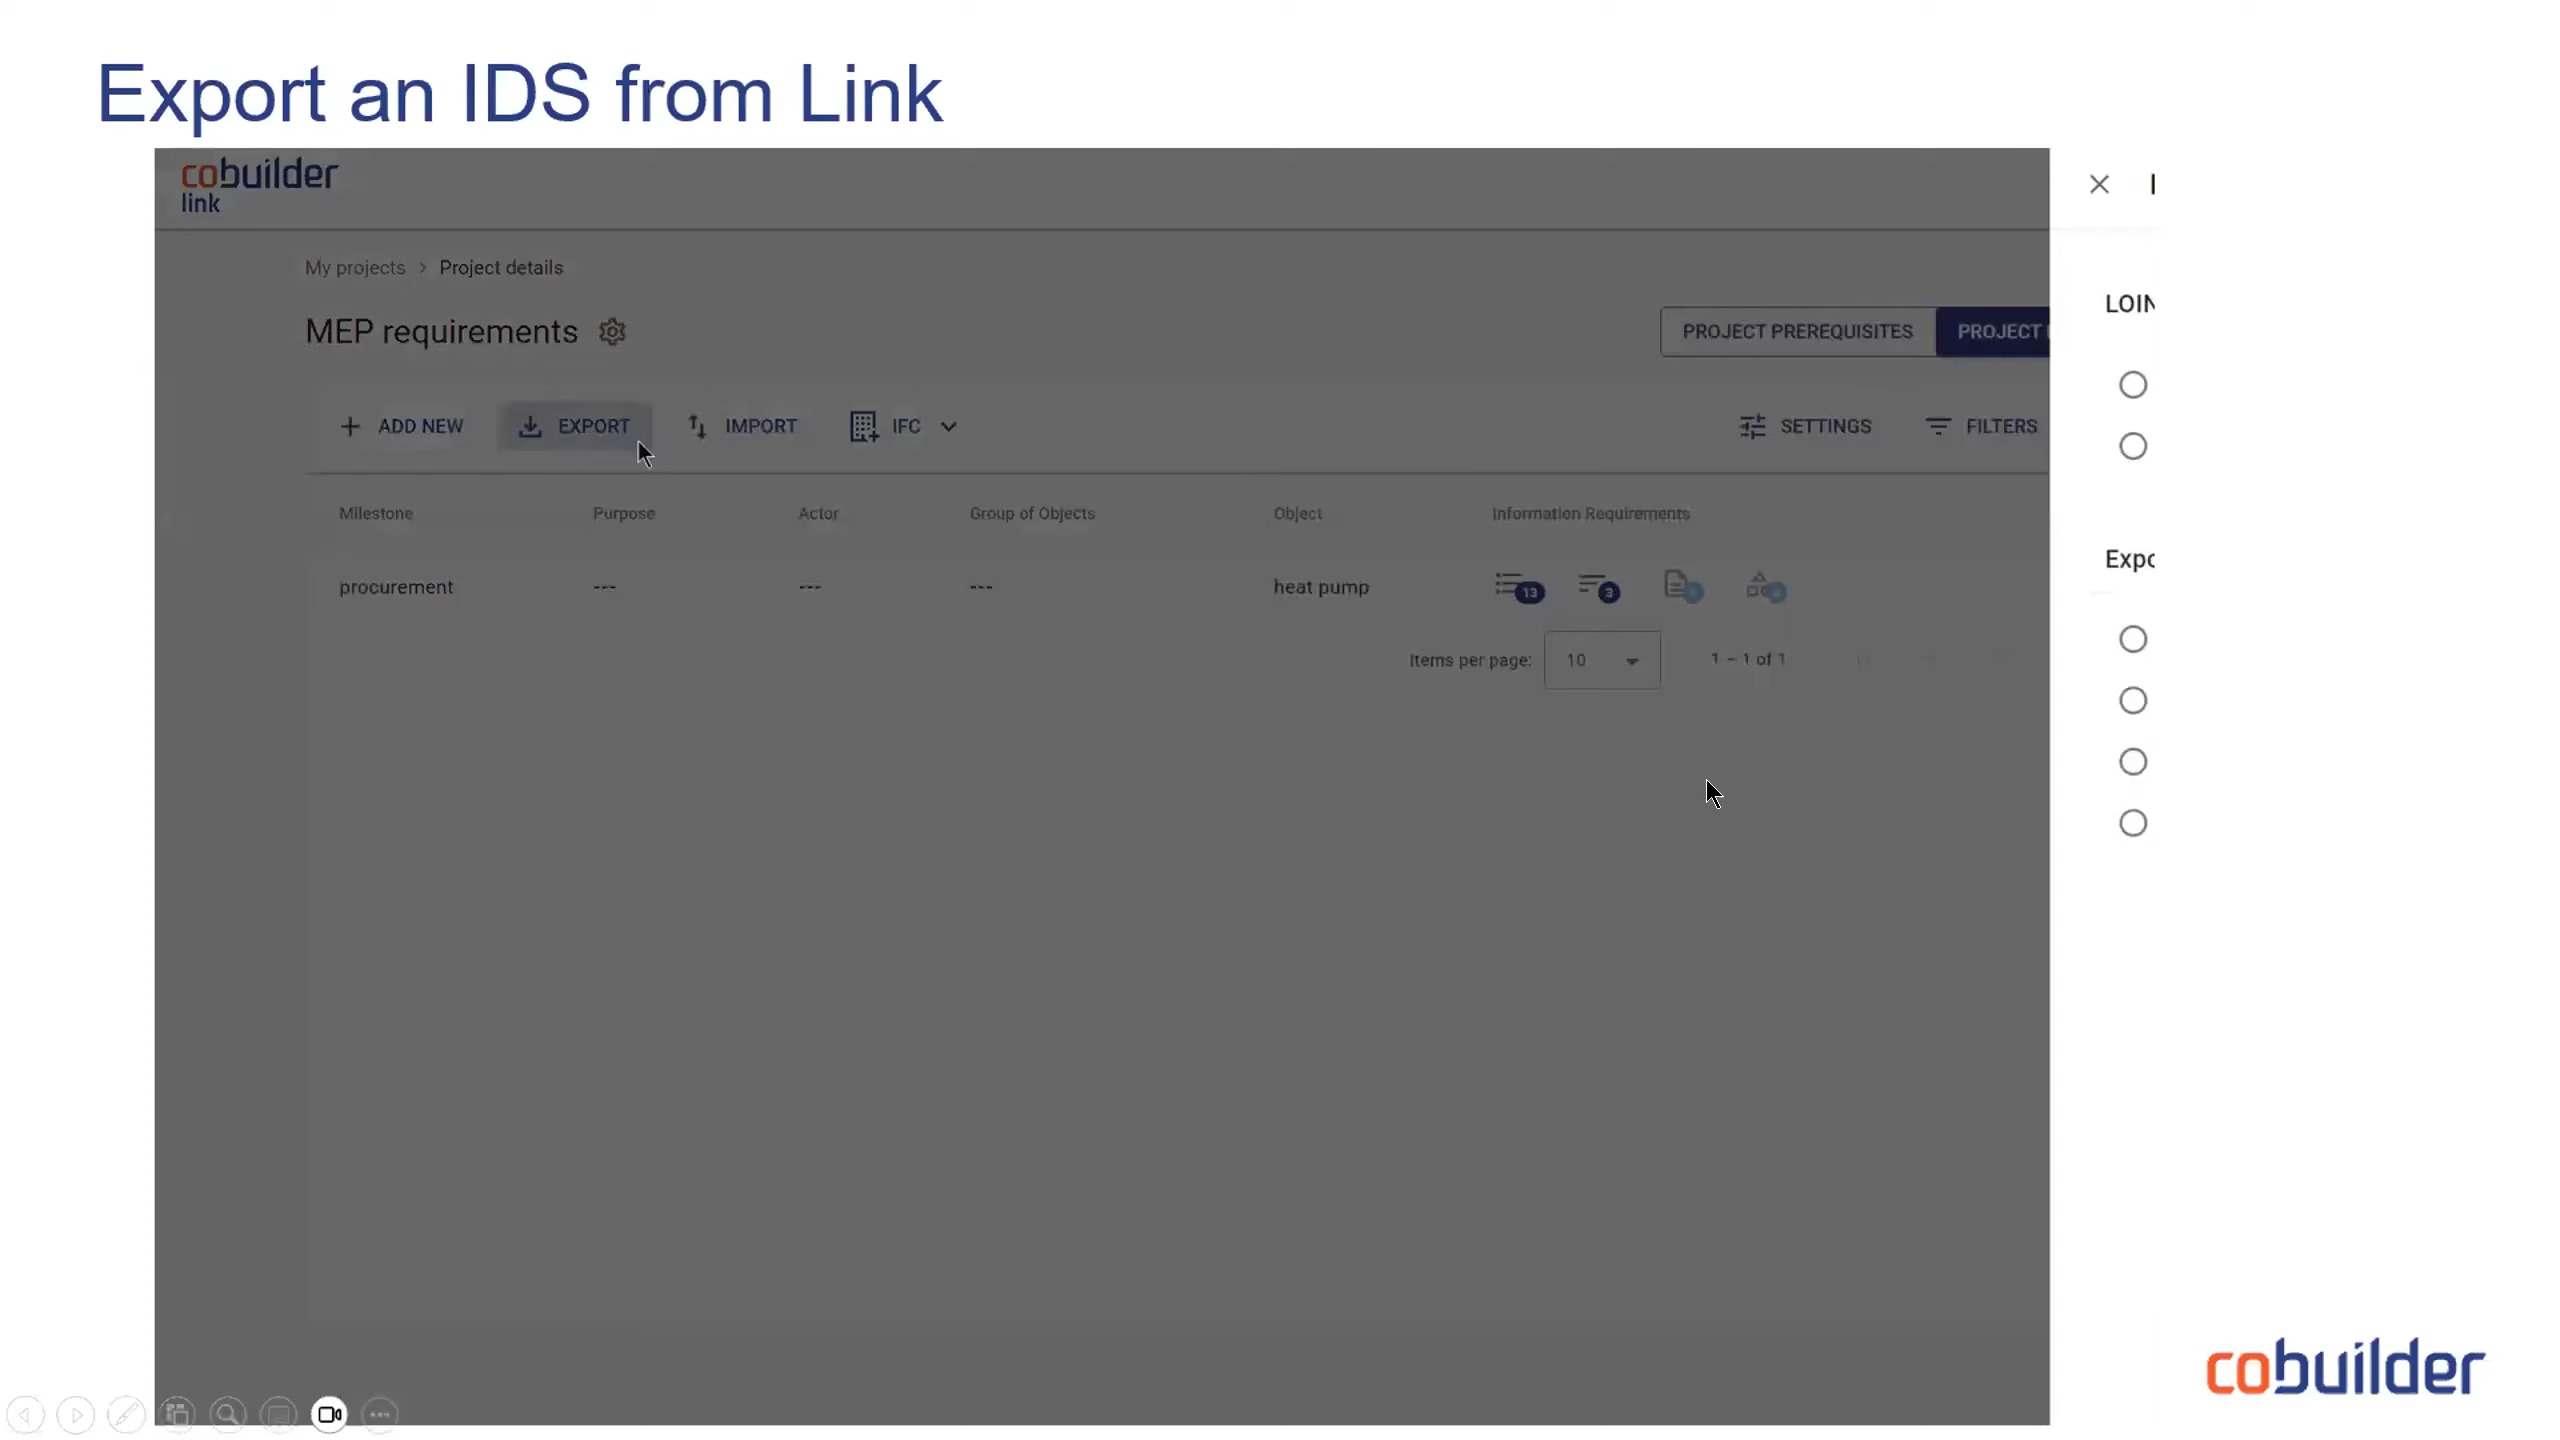 Export an IDS from Link
cobuilder
link
My projects > Project details
MEP requirements
PROJECT PREREQUISITES PROJECT
ADD NEW EXPORT IMPORT IFC SETTINGS FILTERS
Milestone Purpose Actor Group of Objects Object Information Requirements
procurement --- --- --- heat pump 13 3
Items per page: 10 1 – 1 of 1
LOIN
Expo
cobuilder